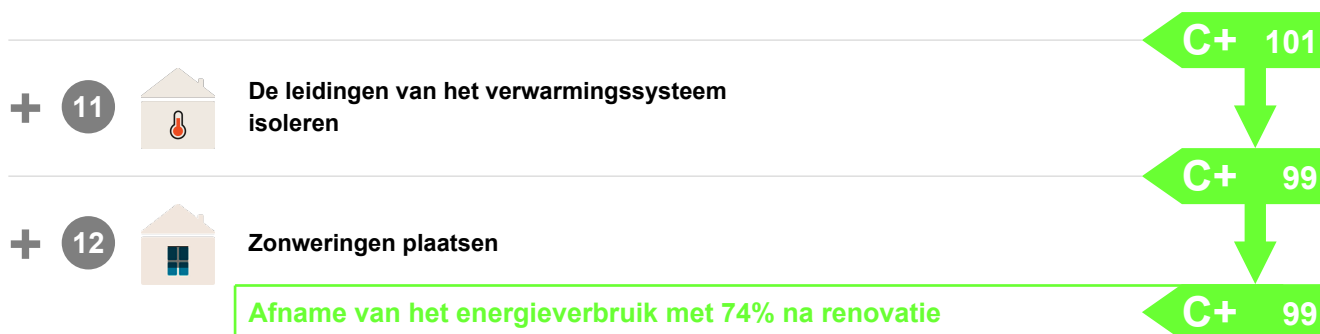 C+ 101
+ 11 De leidingen van het verwarmingssysteem
isoleren
C+ 99
+ 12 Zonweringen plaatsen
Afname van het energieverbruik met 74% na renovatie C+ 99